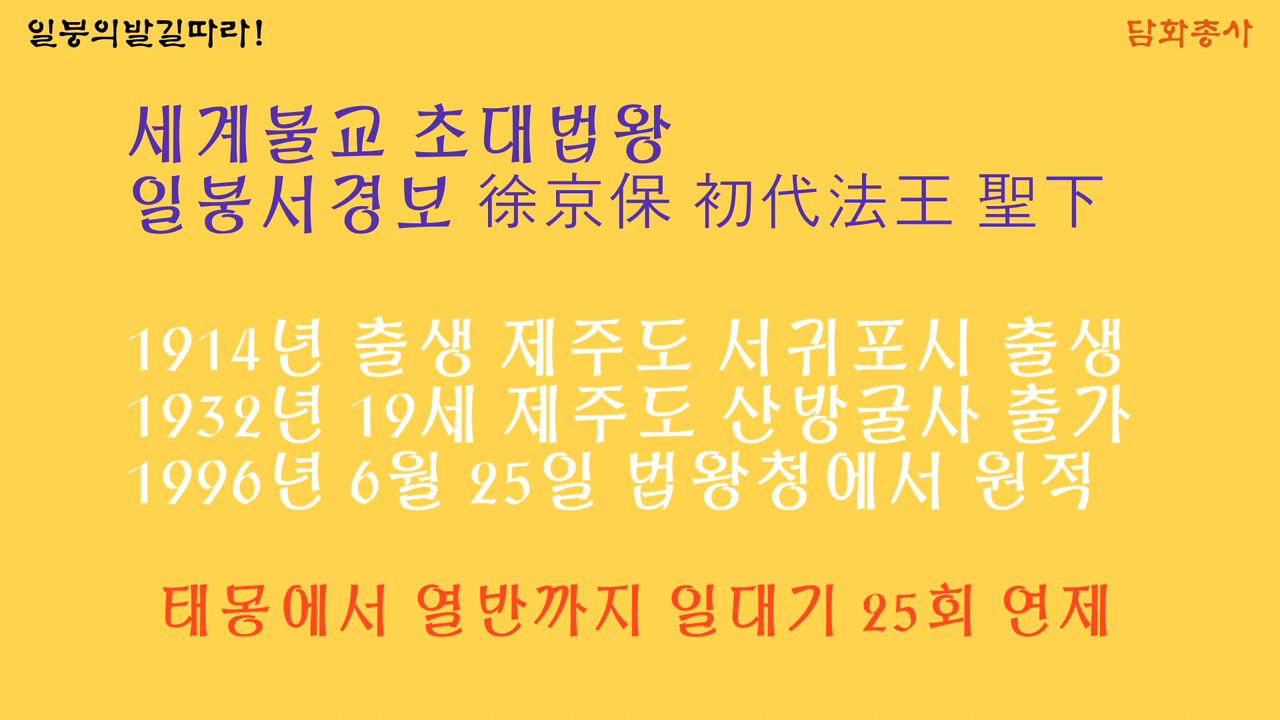 일붕의발길따라!
담화총사
세계불교 초대법왕
일붕서경보 徐京保 初代法王 聖下
1914년 출생 제주도 서귀포시 출생
1932년 19세 제주도 산방굴사 출가
1996년 6월 25일 법왕청에서 원적
태몽에서 열반까지 일대기 25회 연제